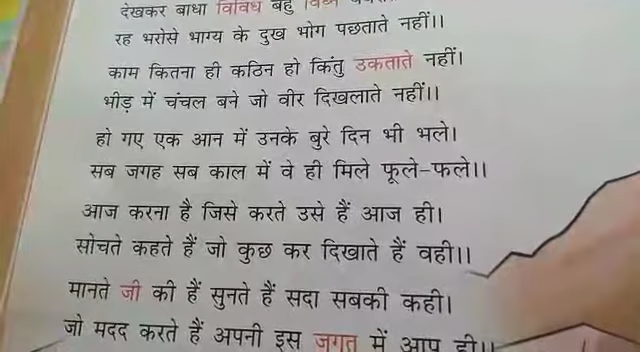 देखकर बाधा विविध बहु विघ्न
रह भरोसे भाग्य के दुख भोग पछताते नहीं।।
काम कितना ही कठिन हो किंतु उकताते नहीं।
भीड़ में चंचल बने जो वीर दिखलाते नहीं।।
हो गए एक आन में उनके बुरे दिन भी भले।
सब जगह सब काल में वे ही मिले फूले-फले।।
आज करना है जिसे करते उसे हैं आज ही।
सोचते कहते हैं जो कुछ कर दिखाते हैं वही।।
मानते जी की हैं सुनते हैं सदा सबकी कही।
जो मदद करते हैं अपनी इस जगत में आप ही।।